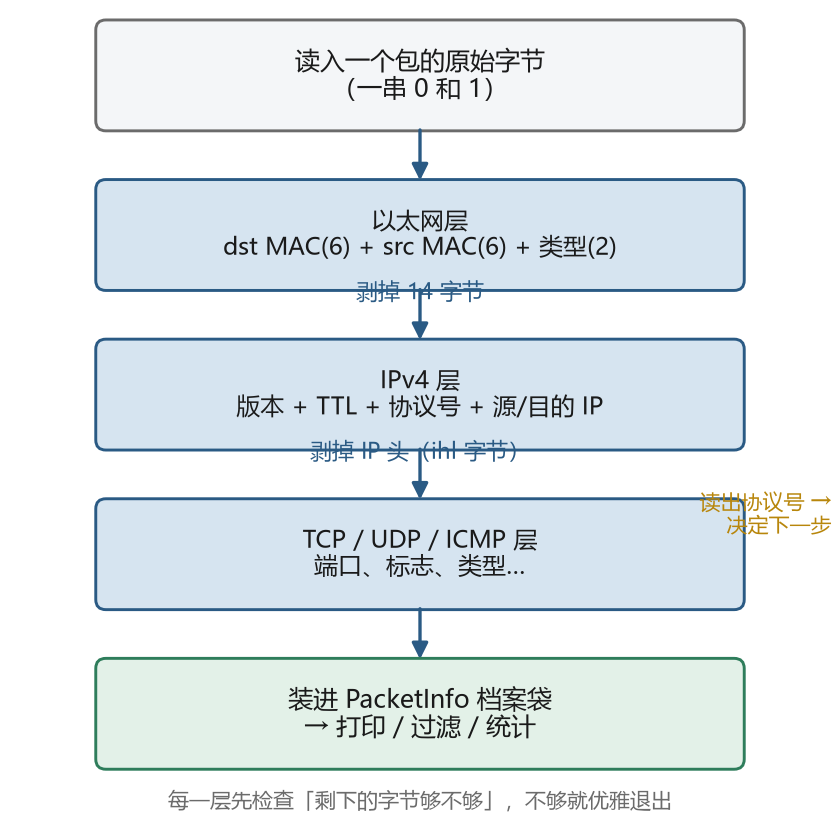 读入一个包的原始字节
（一串 0 和 1）
以太网层
dst MAC(6) + src MAC(6) + 类型(2)
剥掉 14 字节
IPv4 层
版本 + TTL + 协议号 + 源/目的 IP
剥掉 IP 头（ihl 字节）
读出协议号 →
决定下一步
TCP / UDP / ICMP 层
端口、标志、类型...
装进 PacketInfo 档案袋
→ 打印 / 过滤 / 统计
每一层先检查「剩下的字节够不够」，不够就优雅退出